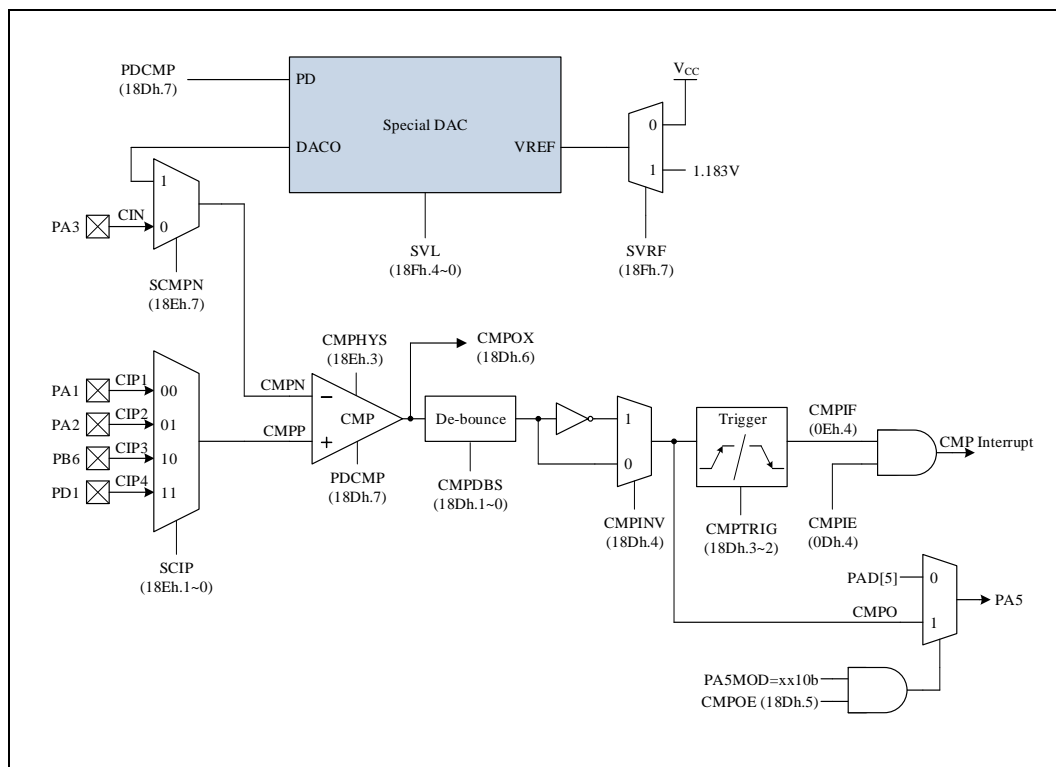 PDCMP
(18Dh.7)
PD
Special DAC
DACO
VREF
VCC
0
1
1.183V
SVL
(18Fh.4~0)
SVRF
(18Fh.7)
1
PA3
CIN
0
SCMPN
(18Eh.7)
PA1
CIP1
00
PA2
CIP2
01
PB6
CIP3
10
PD1
CIP4
11
SCIP
(18Eh.1~0)
CMPN
CMPP
CMPHYS
(18Eh.3)
−
CMP
+
PDCMP
(18Dh.7)
CMPOX
(18Dh.6)
De-bounce
CMPDBS
(18Dh.1~0)
1
0
CMPINV
(18Dh.4)
Trigger
CMPTRIG
(18Dh.3~2)
CMPIF
(0Eh.4)
CMPIE
(0Dh.4)
CMP Interrupt
PAD[5]
0
CMPO
1
PA5
PA5MOD=xx10b
CMPOE (18Dh.5)